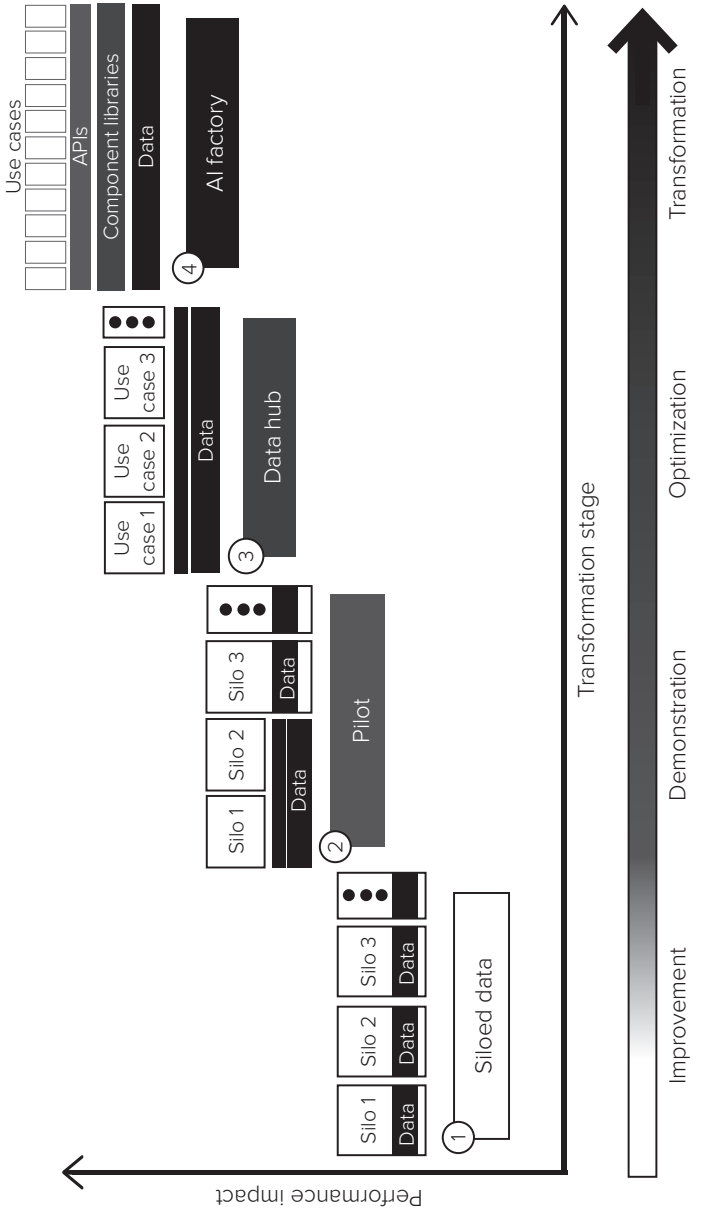 Performance impact
Silo 1
Data
Silo 2
Data
Silo 3
Data
1
Siloed data
Silo 1
Silo 2
Data
Silo 3
Data
2
Pilot
Use
case 1
Use
case 2
Use
case 3
Data
3
Data hub
Use cases
APIs
Component libraries
Data
4
AI factory
Transformation stage
Improvement
Demonstration
Optimization
Transformation